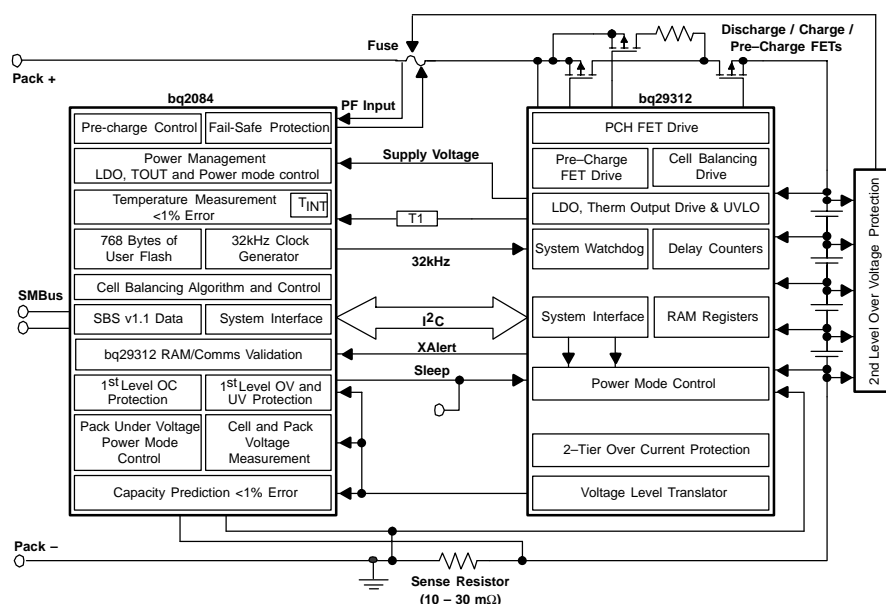 Discharge / Charge /
Pre–Charge FETs
Fuse
Pack +
bq2084
PF Input
bq29312
Pre-charge Control
Fail-Safe Protection
PCH FET Drive
Power Management
LDO, TOUT and Power mode control
Supply Voltage
Pre–Charge
FET Drive
Cell Balancing
Drive
Temperature Measurement
<1% Error
TINT
T1
LDO, Therm Output Drive & UVLO
768 Bytes of
User Flash
32kHz Clock
Generator
32kHz
System Watchdog
Delay Counters
2nd Level Over Voltage Protection
Cell Balancing Algorithm and Control
SMBus
SBS v1.1 Data
System Interface
I2C
System Interface
RAM Registers
bq29312 RAM/Comms Validation
XAlert
Sleep
1st Level OC
Protection
1st Level OV and
UV Protection
Power Mode Control
Pack Under Voltage
Power Mode
Control
Cell and Pack
Voltage
Measurement
2–Tier Over Current Protection
Capacity Prediction <1% Error
Voltage Level Translator
Pack –
Sense Resistor
(10 – 30 mΩ)